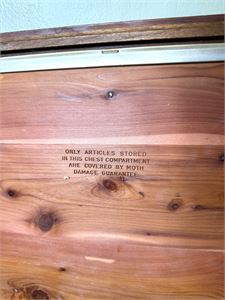 ONLY ARTICLES STORED
IN THIS CHEST COMPARTMENT
ARE COVERED BY MOTH
DAMAGE GUARANTEE